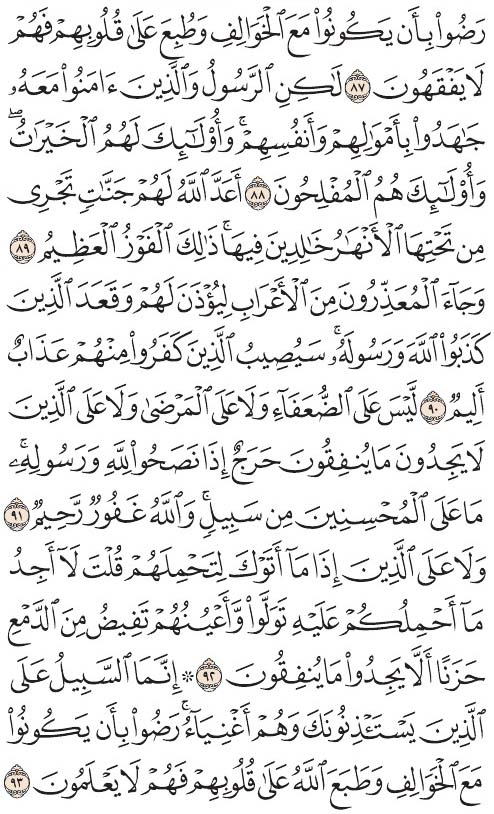 رَضُوا۟ بِأَن يَكُونُوا۟ مَعَ ٱلْخَوَالِفِ وَطُبِعَ عَلَىٰ قُلُوبِهِمْ فَهُمْ
لَا يَفْقَهُونَ ٨٧ لَٰكِنِ ٱلرَّسُولُ وَٱلَّذِينَ ءَامَنُوا۟ مَعَهُۥ
جَٰهَدُوا۟ بِأَمْوَٰلِهِمْ وَأَنفُسِهِمْ ۚ وَأُو۟لَٰٓئِكَ لَهُمُ ٱلْخَيْرَٰتُ ۖ
وَأُو۟لَٰٓئِكَ هُمُ ٱلْمُفْلِحُونَ ٨٨ أَعَدَّ ٱللَّهُ لَهُمْ جَنَّٰتٍ تَجْرِى
مِن تَحْتِهَا ٱلْأَنْهَٰرُ خَٰلِدِينَ فِيهَا ۚ ذَٰلِكَ ٱلْفَوْزُ ٱلْعَظِيمُ ٨٩
وَجَآءَ ٱلْمُعَذِّرُونَ مِنَ ٱلْأَعْرَابِ لِيُؤْذَنَ لَهُمْ وَقَعَدَ ٱلَّذِينَ
كَذَبُوا۟ ٱللَّهَ وَرَسُولَهُۥ ۚ سَيُصِيبُ ٱلَّذِينَ كَفَرُوا۟ مِنْهُمْ عَذَابٌ
أَلِيمٌ ٩٠ لَّيْسَ عَلَى ٱلضُّعَفَآءِ وَلَا عَلَى ٱلْمَرْضَىٰ وَلَا عَلَى ٱلَّذِينَ
لَا يَجِدُونَ مَا يُنفِقُونَ حَرَجٌ إِذَا نَصَحُوا۟ لِلَّهِ وَرَسُولِهِۦ ۚ
مَا عَلَى ٱلْمُحْسِنِينَ مِن سَبِيلٍ ۚ وَٱللَّهُ غَفُورٌ رَّحِيمٌ ٩١
وَلَا عَلَى ٱلَّذِينَ إِذَا مَآ أَتَوْكَ لِتَحْمِلَهُمْ قُلْتَ لَآ أَجِدُ
مَآ أَحْمِلُكُمْ عَلَيْهِ تَوَلَّوا۟ وَّأَعْيُنُهُمْ تَفِيضُ مِنَ ٱلدَّمْعِ
حَزَنًا أَلَّا يَجِدُوا۟ مَا يُنفِقُونَ ٩٢ ۞ إِنَّمَا ٱلسَّبِيلُ عَلَى
ٱلَّذِينَ يَسْتَـْٔذِنُونَكَ وَهُمْ أَغْنِيَآءُ ۚ رَضُوا۟ بِأَن يَكُونُوا۟
مَعَ ٱلْخَوَالِفِ وَطَبَعَ ٱللَّهُ عَلَىٰ قُلُوبِهِمْ فَهُمْ لَا يَعْلَمُونَ ٩٣